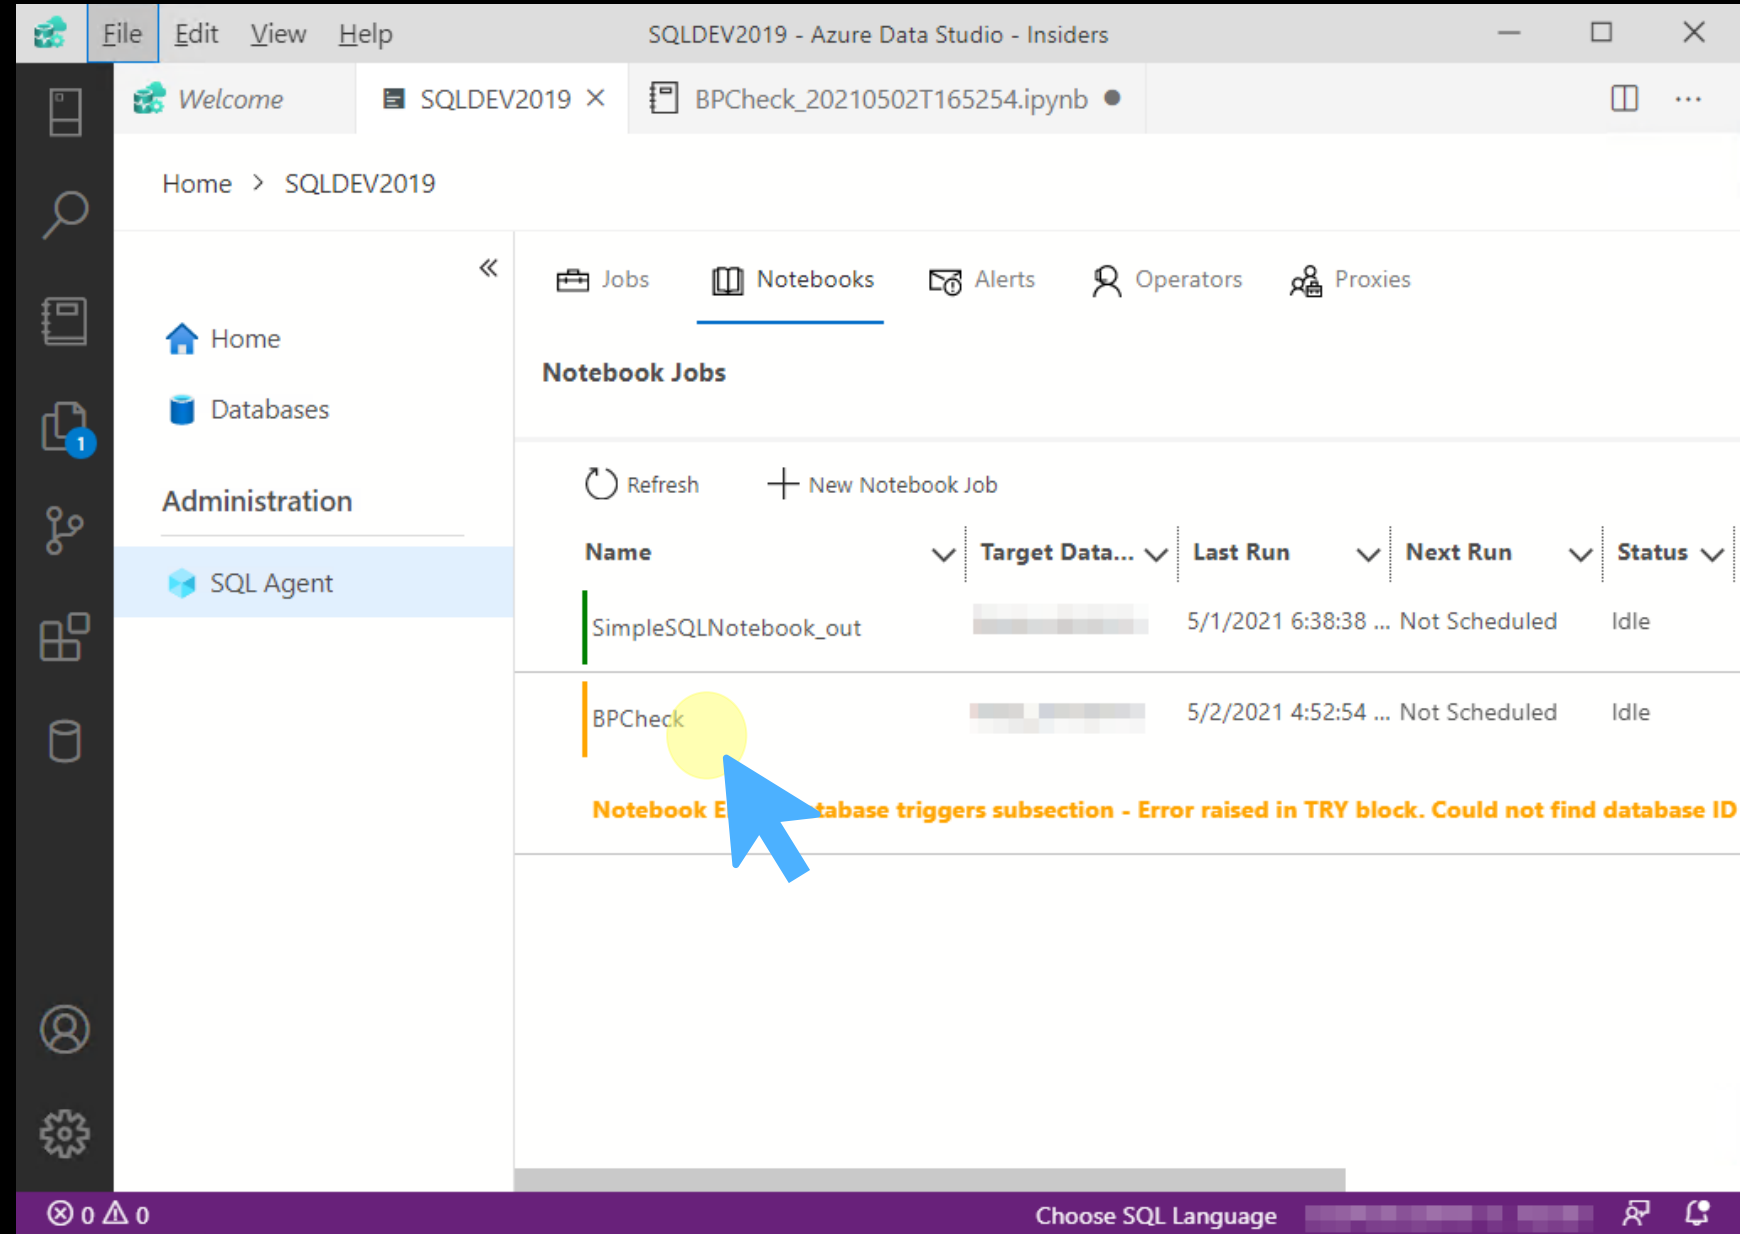 File Edit View Help SQLDEV2019 - Azure Data Studio - Insiders
Welcome SQLDEV2019 BPCheck_20210502T165254.ipynb
Home > SQLDEV2019
Jobs Notebooks Alerts Operators Proxies
Home
Notebook Jobs
Databases
Refresh New Notebook Job
Administration
Name Target Data... Last Run Next Run Status
SQL Agent
SimpleSQLNotebook_out 5/1/2021 6:38:38 ... Not Scheduled Idle
BPCheck 5/2/2021 4:52:54 ... Not Scheduled Idle
Notebook triggers subsection - Error raised in TRY block. Could not find database ID
1
0 0 Choose SQL Language